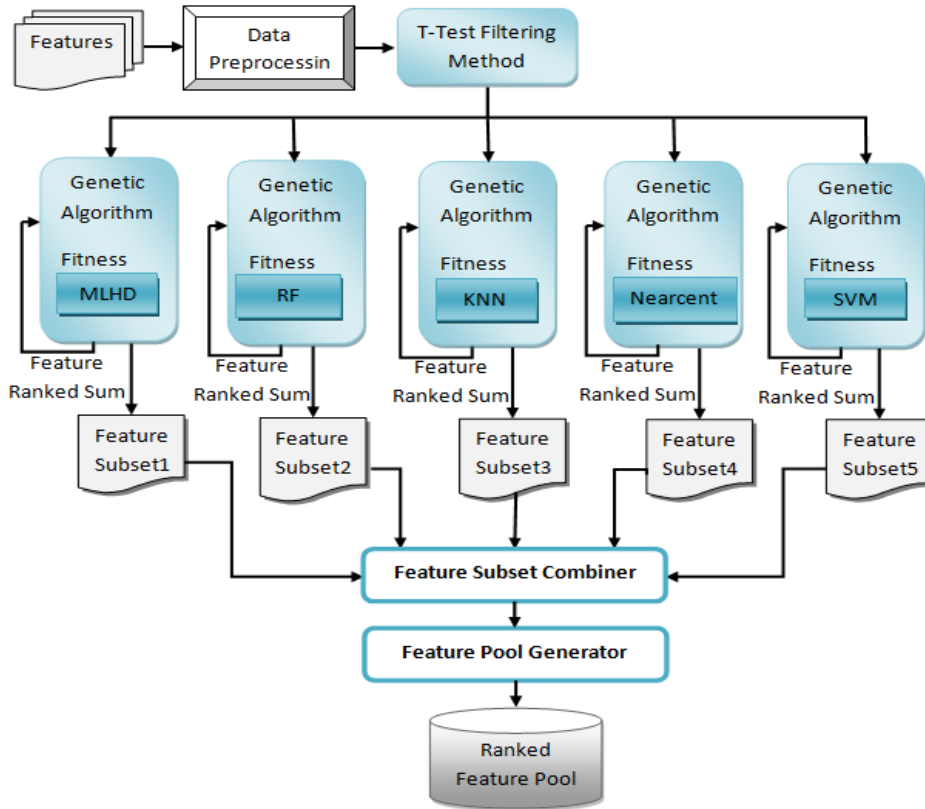 Features
Data
Preprocessin
T-Test Filtering
Method
Genetic
Algorithm
Fitness
MLHD
Feature
Ranked Sum
Genetic
Algorithm
Fitness
RF
Feature
Ranked Sum
Genetic
Algorithm
Fitness
KNN
Feature
Ranked Sum
Genetic
Algorithm
Fitness
Nearcent
Feature
Ranked Sum
Genetic
Algorithm
Fitness
SVM
Feature
Ranked Sum
Feature
Subset1
Feature
Subset2
Feature
Subset3
Feature
Subset4
Feature
Subset5
Feature Subset Combiner
Feature Pool Generator
Ranked
Feature Pool